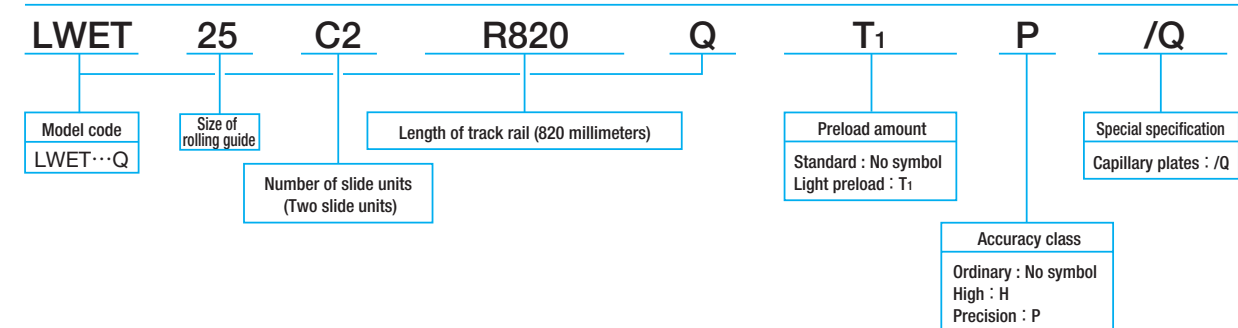 LWET 25 C2 R820 Q T₁ P /Q
Model code
LWET…Q
Size of
rolling guide
Number of slide units
(Two slide units)
Length of track rail (820 millimeters)
Preload amount
Standard : No symbol
Light preload : T₁
Accuracy class
Ordinary : No symbol
High : H
Precision : P
Special specification
Capillary plates : /Q